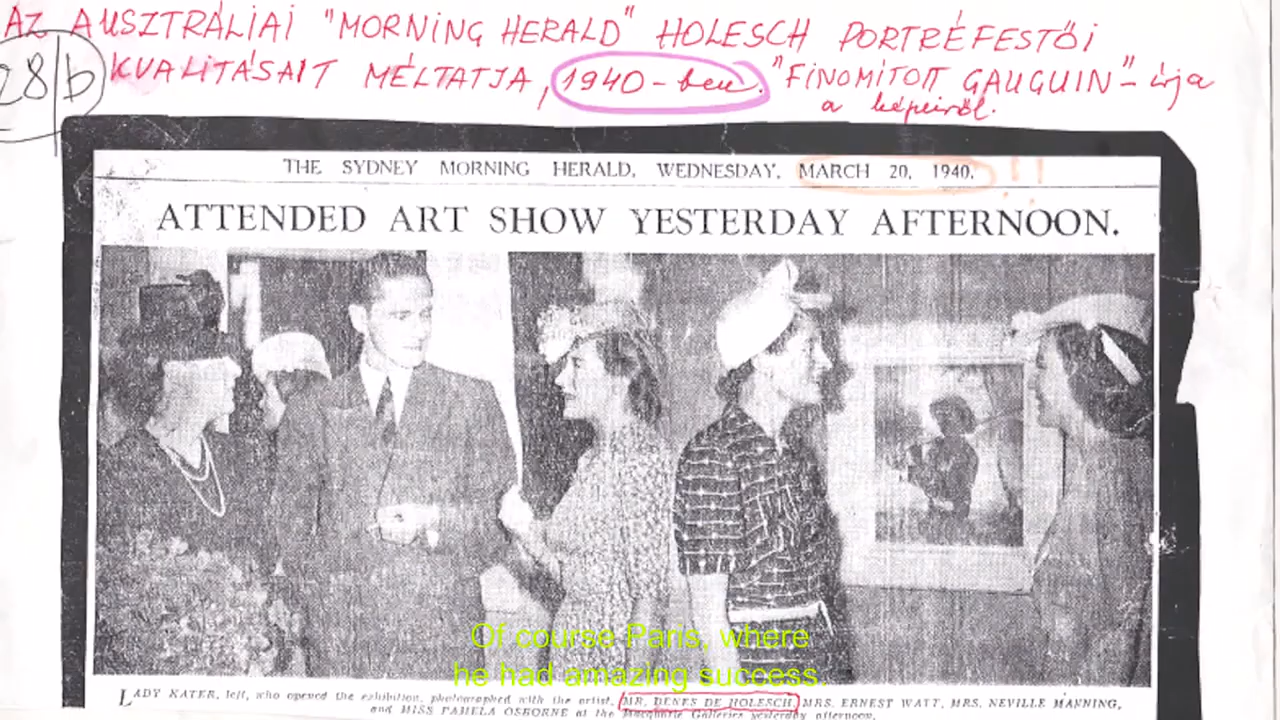 AZ AUSZTRÁLIAI "MORNING HERALD" HOLESCH PORTRÉFESTŐI
28/b KVALITÁSAIT MÉLTATJA, 1940-ben. "FINOMÍTOTT GAUGUIN" - írja
a képeiről.
THE SYDNEY MORNING HERALD, WEDNESDAY, MARCH 20, 1940. !!
ATTENDED ART SHOW YESTERDAY AFTERNOON.
Of course Paris, where
he had amazing success.
LADY KATER, left, who opened the exhibition, photographed with the artist, MR. DENES DE HOLESCH, MRS. ERNEST WATT, MRS. NEVILLE MANNING,
and MISS PAMELA OSBORNE at the Macquarie Galleries yesterday afternoon.